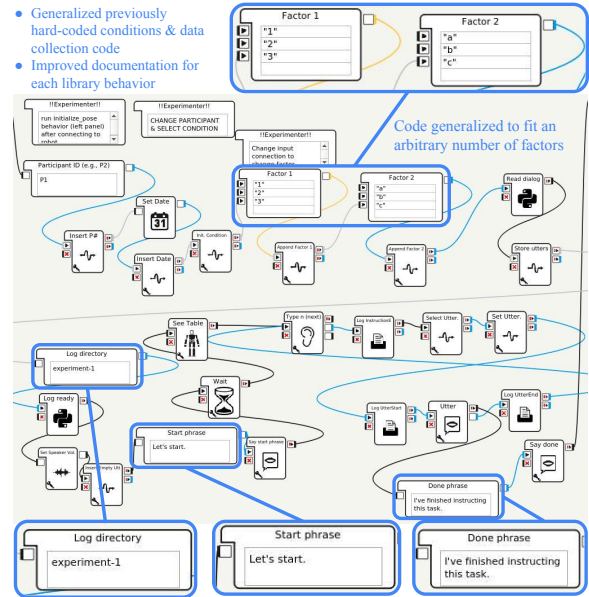 ● Generalized previously
hard-coded conditions & data
collection code
● Improved documentation for
each library behavior
Factor 1
"1"
"2"
"3"
Factor 2
"a"
"b"
"c"
!!Experimenter!!
run initialize_pose
behavior (left panel)
after connecting to
robot
!!Experimenter!!
CHANGE PARTICIPANT
& SELECT CONDITION
!!Experimenter!!
Change input
connection to
change factor
Code generalized to fit an
arbitrary number of factors
Participant ID (e.g., P2)
P1
Set Date
31
Factor 1
"1"
"2"
"3"
Factor 2
"a"
"b"
"c"
Read dialog
Insert P#
Insert Date
Init. Condition
Append Factor 1
Append Factor 2
Store utters
See Table
Type n (next)
Log InstructionE
Select Utter.
Set Utter.
Log directory
experiment-1
Wait
Log ready
Start phrase
Let's start.
Say start phrase
Log UtterStart
Utter
Log UtterEnd
Say done
Set Speaker Vol.
Insert Empty Utt
Done phrase
I've finished instructing
this task.
Log directory
experiment-1
Start phrase
Let's start.
Done phrase
I've finished instructing
this task.